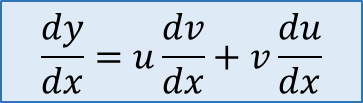 dy/dx = u dv/dx + v du/dx